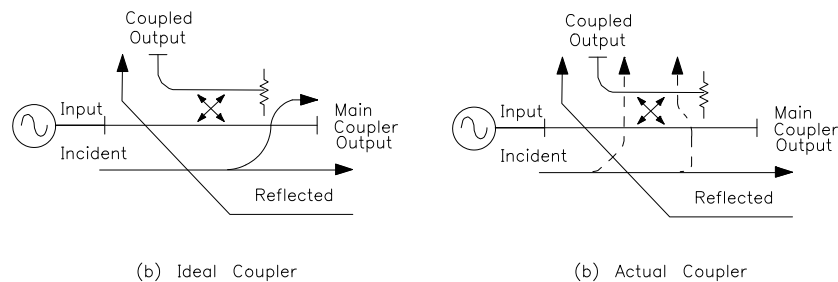 Coupled
Output
Input
Incident
Main
Coupler
Output
Reflected
(b) Ideal Coupler
Coupled
Output
Input
Incident
Main
Coupler
Output
Reflected
(b) Actual Coupler